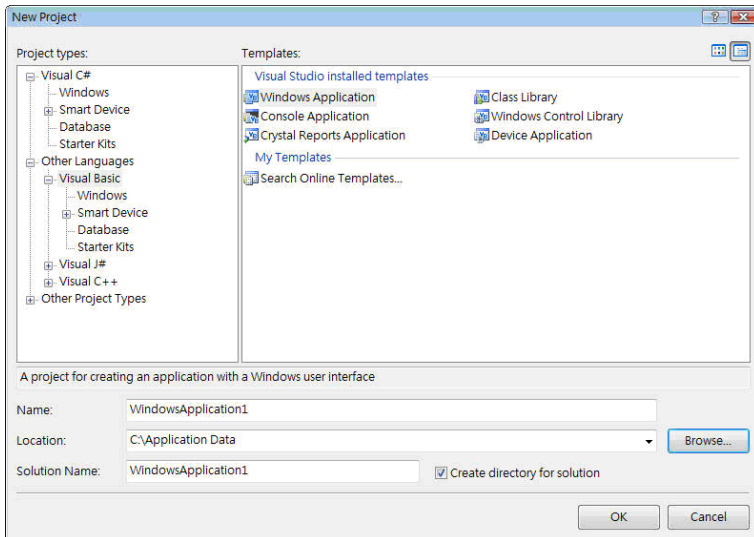 New Project
Project types:
Templates:
Visual C#
Windows
Smart Device
Database
Starter Kits
Other Languages
Visual Basic
Windows
Smart Device
Database
Starter Kits
Visual J#
Visual C++
Other Project Types
Visual Studio installed templates
Windows Application
Class Library
Console Application
Windows Control Library
Crystal Reports Application
Device Application
My Templates
Search Online Templates...
A project for creating an application with a Windows user interface
Name: WindowsApplication1
Location: C:\Application Data Browse...
Solution Name: WindowsApplication1 Create directory for solution
OK Cancel